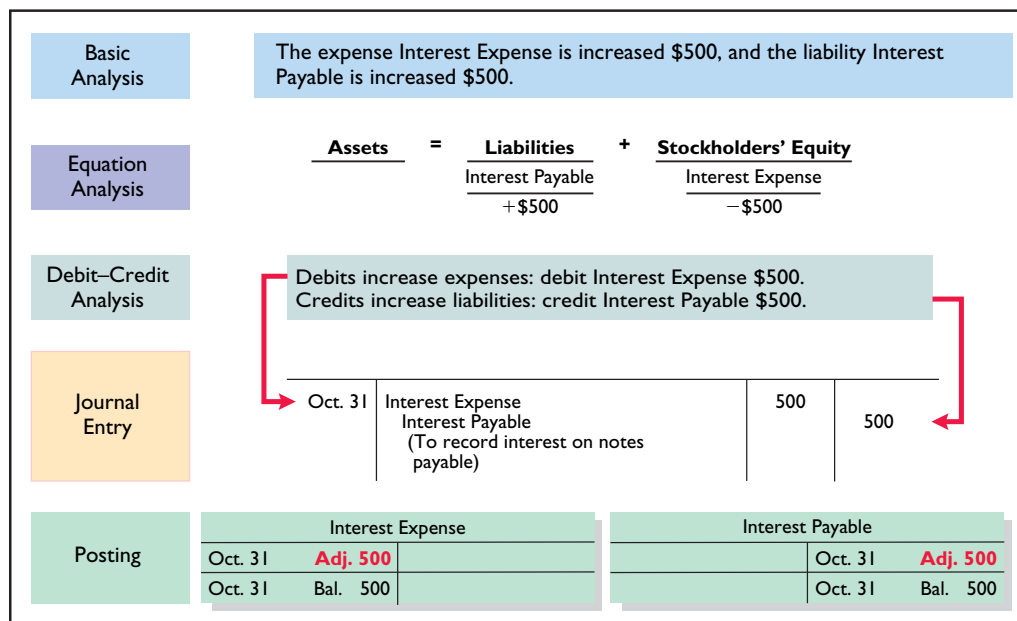 Basic
Analysis
The expense Interest Expense is increased $500, and the liability Interest
Payable is increased $500.
Equation
Analysis
Assets = Liabilities + Stockholders' Equity
Interest Payable Interest Expense
+$500 −$500
Debit–Credit
Analysis
Debits increase expenses: debit Interest Expense $500.
Credits increase liabilities: credit Interest Payable $500.
Journal
Entry
Oct. 31 Interest Expense 500
Interest Payable 500
(To record interest on notes
payable)
Posting
Interest Expense
Oct. 31 Adj. 500
Oct. 31 Bal. 500
Interest Payable
Oct. 31 Adj. 500
Oct. 31 Bal. 500